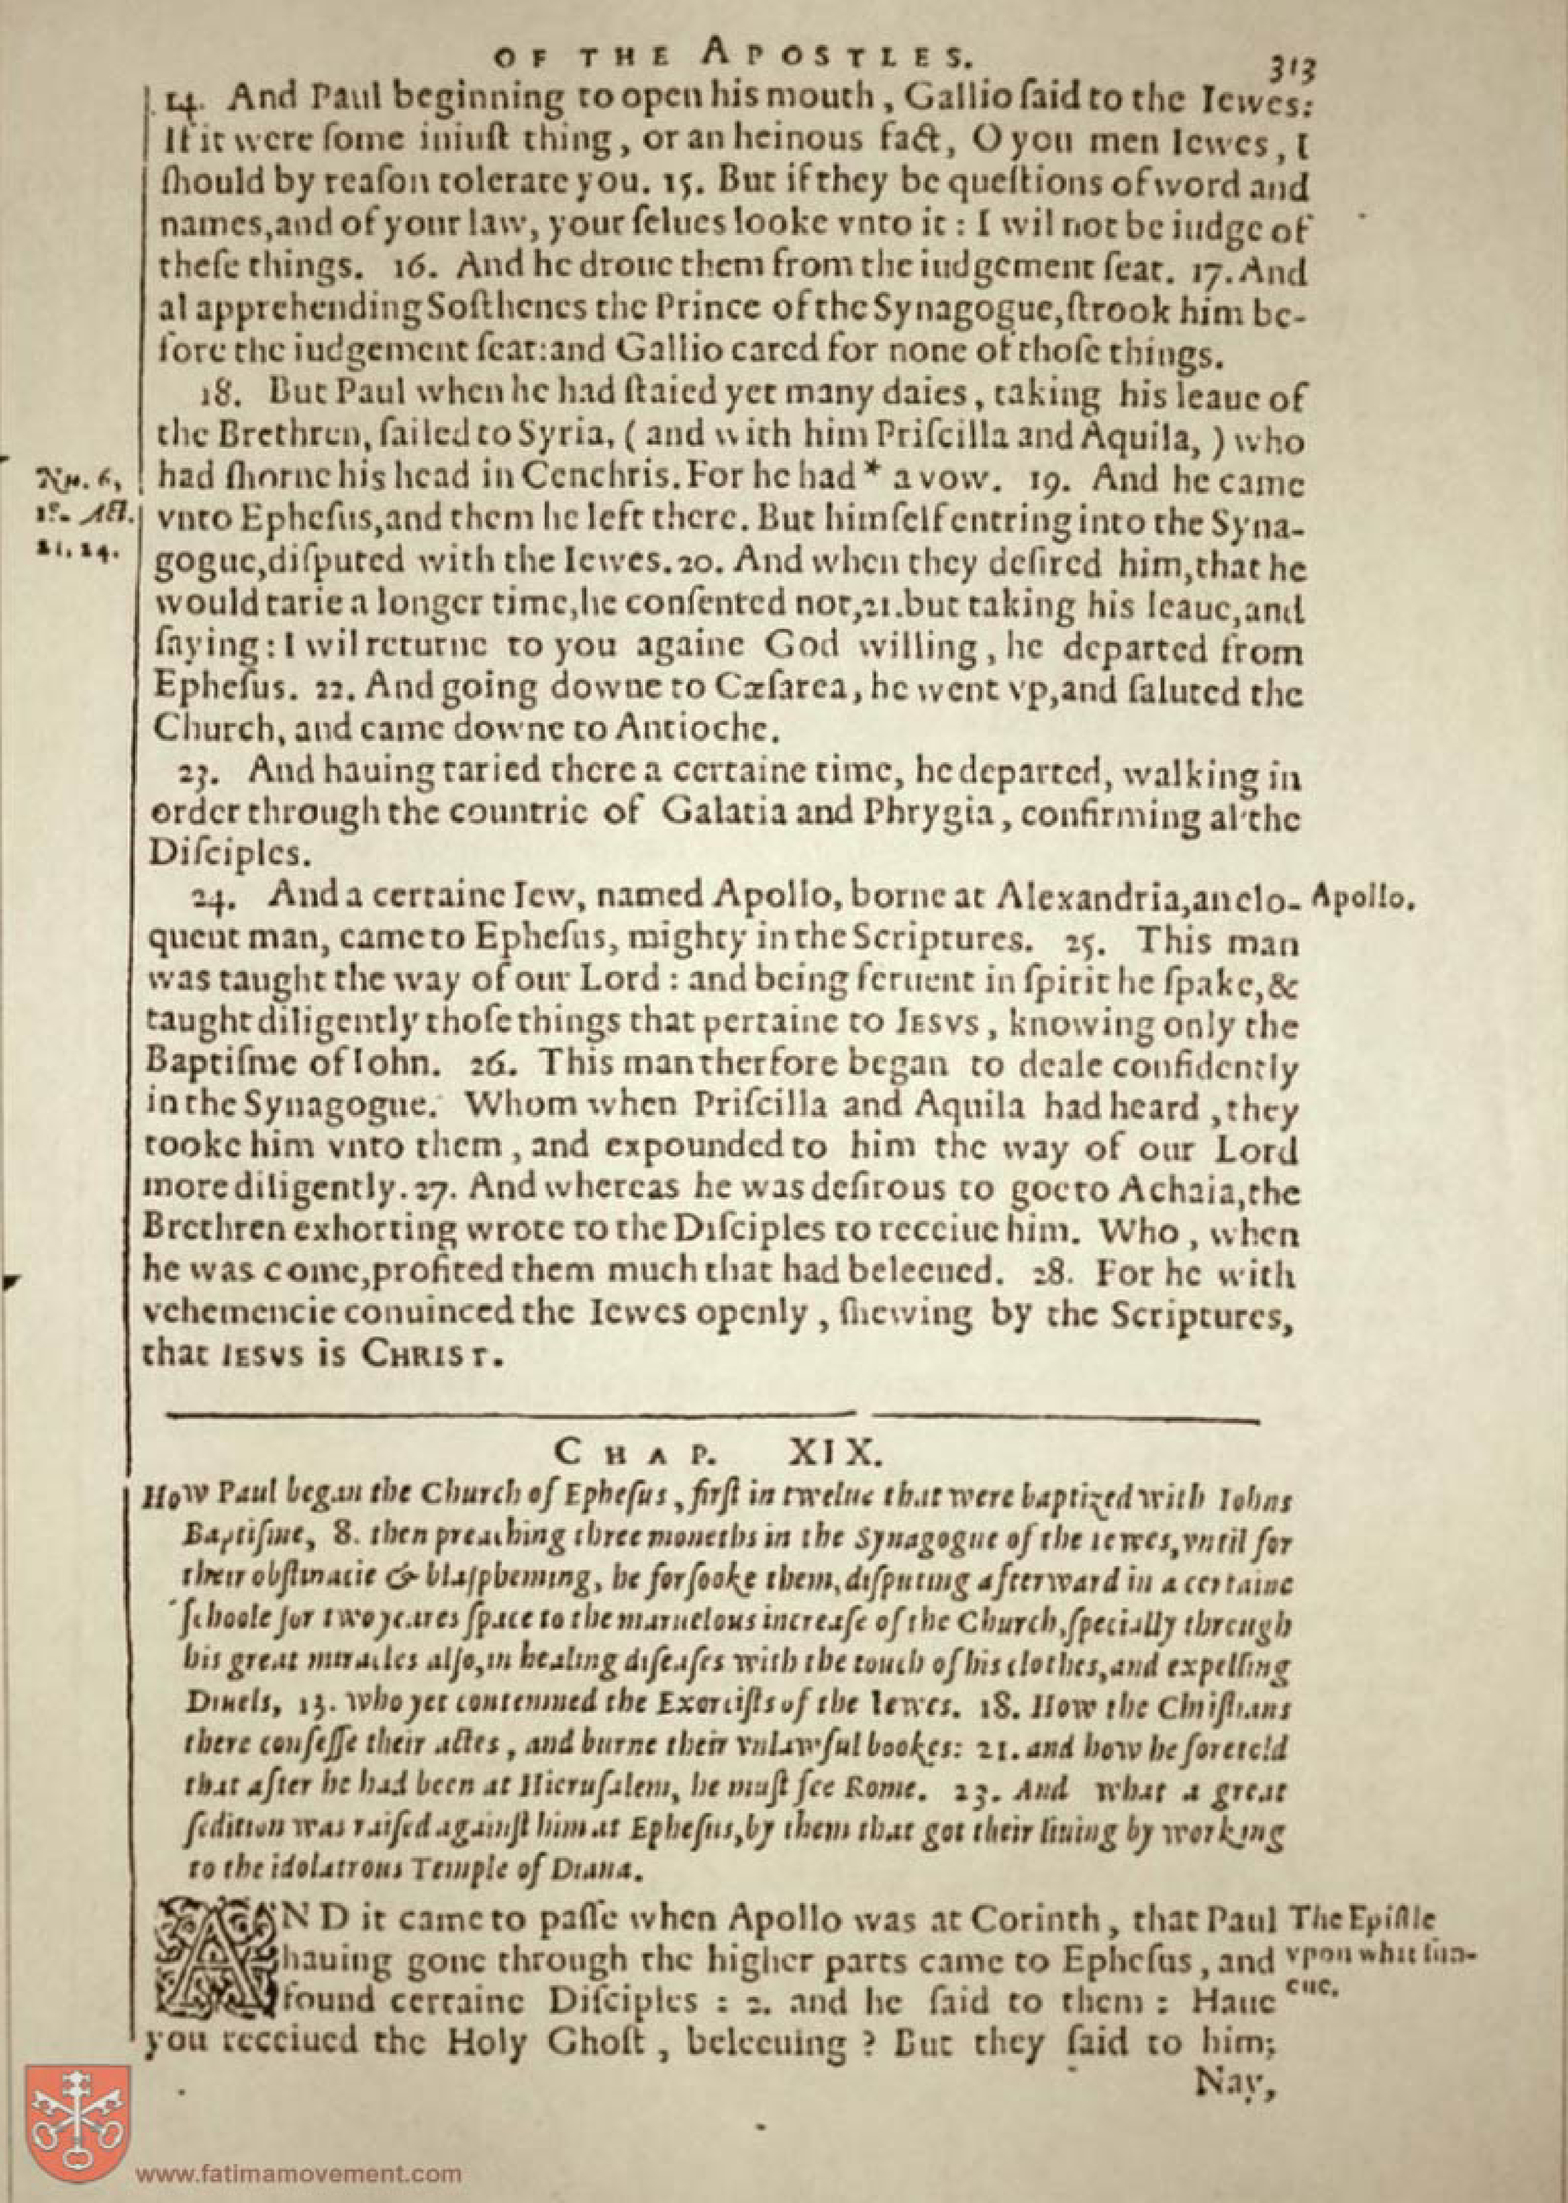 OF THE APOSTLES. 313
14. And Paul beginning to open his mouth, Gallio ſaid to the Iewes:
If it were ſome iniuſt thing, or an heinous fact, O you men Iewes, I
ſhould by reaſon tolerate you. 15. But if they be queſtions of word and
names, and of your law, your ſelues looke vnto it: I wil not be iudge of
theſe things. 16. And he droue them from the iudgement ſeat. 17. And
al apprehending Soſthenes the Prince of the Synagogue, ſtrook him be-
fore the iudgement ſeat: and Gallio cared for none of thoſe things.
18. But Paul when he had ſtaied yet many daies, taking his leaue of
the Brethren, ſailed to Syria, (and with him Priſcilla and Aquila,) who
Nu. 6, had ſhorne his head in Cenchris. For he had * a vow. 19. And he came
18. Act. vnto Epheſus, and them he left there. But himſelf entring into the Syna-
21, 24. gogue, diſputed with the Iewes. 20. And when they deſired him, that he
would tarie a longer time, he conſented not, 21. but taking his leaue, and
ſaying: I wil returne to you againe God willing, he departed from
Epheſus. 22. And going downe to Cæſarea, he went vp, and ſaluted the
Church, and came downe to Antioche.
23. And hauing taried there a certaine time, he departed, walking in
order through the countrie of Galatia and Phrygia, confirming al the
Diſciples.
24. And a certaine Iew, named Apollo, borne at Alexandria, an elo- Apollo.
quent man, came to Epheſus, mighty in the Scriptures. 25. This man
was taught the way of our Lord: and being feruent in ſpirit he ſpake, &
taught diligently thoſe things that pertaine to IESVS, knowing only the
Baptiſme of Iohn. 26. This man therfore began to deale confidently
in the Synagogue. Whom when Priſcilla and Aquila had heard, they
tooke him vnto them, and expounded to him the way of our Lord
more diligently. 27. And whereas he was deſirous to goe to Achaia, the
Brethren exhorting wrote to the Diſciples to receiue him. Who, when
he was come, profited them much that had beleeued. 28. For he with
vehemencie conuinced the Iewes openly, ſhewing by the Scriptures,
that IESVS is CHRIST.
CHAP. XIX.
How Paul began the Church of Epheſus, firſt in twelue that were baptized with Iohns
Baptiſme, 8. then preaching three moneths in the Synagogue of the Iewes, vntil for
their obſtinacie & blaſpheming, he forſooke them, diſputing afterward in a certaine
ſchoole for two yeares ſpace to the maruelous increaſe of the Church, ſpecially through
his great miracles alſo, in healing diſeaſes with the touch of his clothes, and expelling
Diuels, 13. who yet contemned the Exorciſts of the Iewes. 18. How the Chriſtians
there confeſſe their actes, and burne their vnlawful bookes: 21. and how he foretold
that after he had been at Hieruſalem, he muſt ſee Rome. 23. And what a great
ſedition was raiſed againſt him at Epheſus, by them that got their liuing by working
to the idolatrous Temple of Diana.
AND it came to paſſe when Apollo was at Corinth, that Paul The Epiſtle
hauing gone through the higher parts came to Epheſus, and vpon whit ſun-
found certaine Diſciples: 2. and he ſaid to them: Haue eue.
you receiued the Holy Ghoſt, beleeuing? But they ſaid to him;
Nay,
www.fatimamovement.com